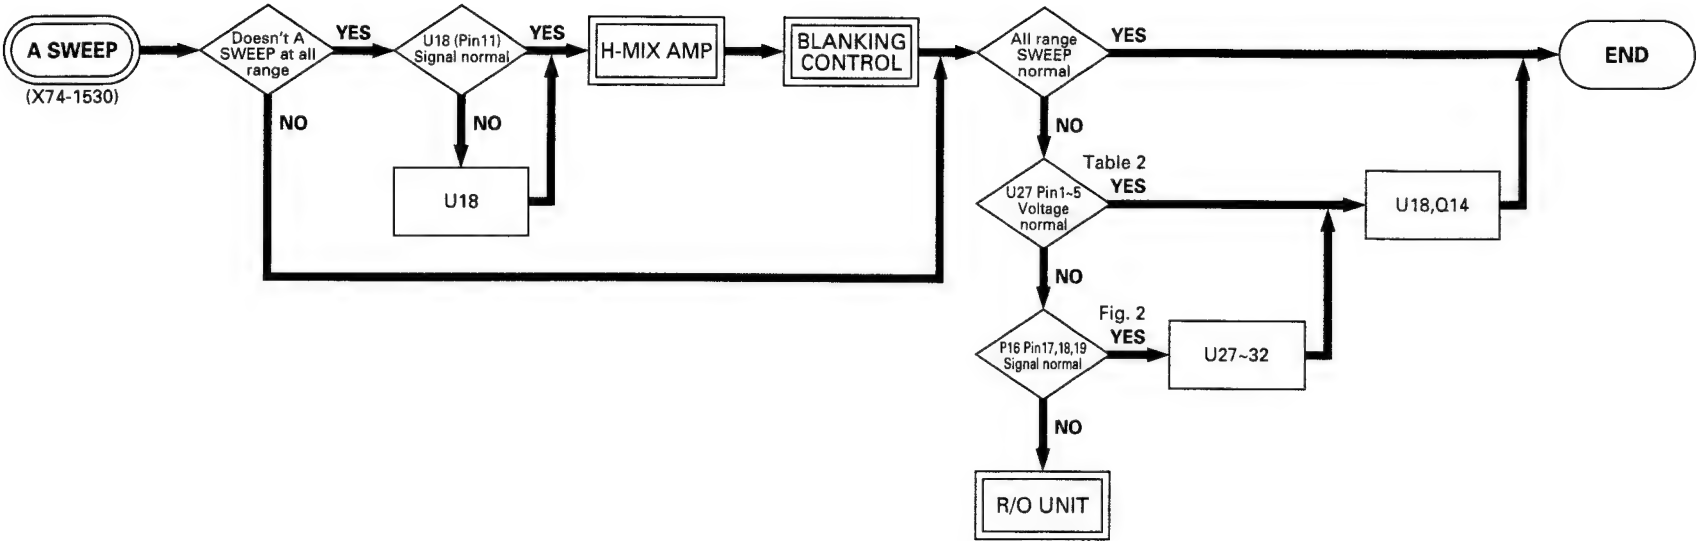 A SWEEP
(X74-1530)
Doesn't A
SWEEP at all
range
YES
NO
U18 (Pin11)
Signal normal
YES
NO
U18
H-MIX AMP
BLANKING
CONTROL
All range
SWEEP
normal
YES
NO
END
Table 2
U27 Pin1~5
Voltage
normal
YES
NO
U18,Q14
Fig. 2
P16 Pin17,18,19
Signal normal
YES
NO
U27~32
R/O UNIT